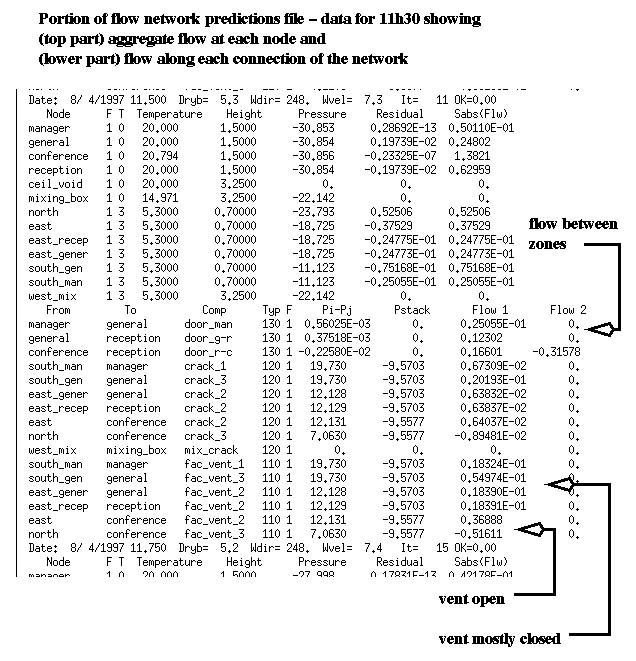 Portion of flow network predictions file – data for 11h30 showing
(top part) aggregate flow at each node and
(lower part) flow along each connection of the network
Date: 8/ 4/1997 11.500 Dryb= 5.3 Wdir= 248. Wvel= 7.3 It= 11 OK=0.00
Node F T Temperature Height Pressure Residual Sabs(Flw)
manager 1 0 20.000 1.5000 -30.853 0.28692E-13 0.50110E-01
general 1 0 20.000 1.5000 -30.854 0.19739E-02 0.24802
conference 1 0 20.794 1.5000 -30.856 -0.23325E-07 1.3821
reception 1 0 20.000 1.5000 -30.854 -0.19739E-02 0.62959
ceil_void 1 0 20.000 3.2500 0. 0. 0.
mixing_box 1 0 14.971 3.2500 -22.142 0. 0.
north 1 3 5.3000 0.70000 -23.793 0.52506 0.52506
east 1 3 5.3000 0.70000 -18.725 -0.37529 0.37529
east_recep 1 3 5.3000 0.70000 -18.725 -0.24775E-01 0.24775E-01
east_gener 1 3 5.3000 0.70000 -18.725 -0.24773E-01 0.24773E-01
south_gen 1 3 5.3000 0.70000 -11.123 -0.75168E-01 0.75168E-01
south_man 1 3 5.3000 0.70000 -11.123 -0.25055E-01 0.25055E-01
west_mix 1 3 5.3000 3.2500 -22.142 0. 0.
From To Comp Typ F Pi-Pj Pstack Flow 1 Flow 2
manager general door_man 130 1 0.56025E-03 0. 0.25055E-01 0.
general reception door_g-r 130 1 0.37518E-03 0. 0.12302 0.
conference reception door_r-c 130 1 -0.22580E-02 0. 0.16601 -0.31578
south_man manager crack_1 120 1 19.730 -9.5703 0.67309E-02 0.
south_gen general crack_3 120 1 19.730 -9.5703 0.20193E-01 0.
east_gener general crack_2 120 1 12.128 -9.5703 0.63832E-02 0.
east_recep reception crack_2 120 1 12.129 -9.5703 0.63837E-02 0.
east conference crack_2 120 1 12.131 -9.5577 0.64037E-02 0.
north conference crack_3 120 1 7.0630 -9.5577 -0.89481E-02 0.
west_mix mixing_box mix_crack 120 1 0. 0. 0. 0.
south_man manager fac_vent_1 110 1 19.730 -9.5703 0.18324E-01 0.
south_gen general fac_vent_3 110 1 19.730 -9.5703 0.54974E-01 0.
east_gener general fac_vent_2 110 1 12.128 -9.5703 0.18390E-01 0.
east_recep reception fac_vent_2 110 1 12.129 -9.5703 0.18391E-01 0.
east conference fac_vent_2 110 1 12.131 -9.5577 0.36888 0.
north conference fac_vent_3 110 1 7.0630 -9.5577 -0.51611 0.
Date: 8/ 4/1997 11.750 Dryb= 5.2 Wdir= 248. Wvel= 7.4 It= 15 OK=0.00
Node F T Temperature Height Pressure Residual Sabs(Flw)
manager 1 0 20.000 1.5000 -27.998 0.17831E-13 0.42178E-01
flow between
zones
vent open
vent mostly closed